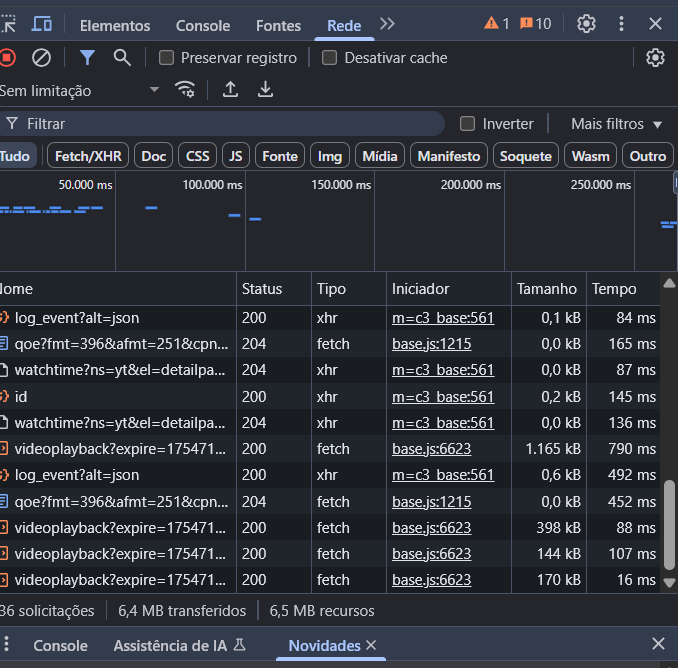 Elementos Console Fontes Rede 1 10
Preservar registro Desativar cache
Sem limitação
Filtrar Inverter Mais filtros
Tudo Fetch/XHR Doc CSS JS Fonte Img Mídia Manifesto Soquete Wasm Outro
50.000 ms 100.000 ms 150.000 ms 200.000 ms 250.000 ms
Nome Status Tipo Iniciador Tamanho Tempo
log_event?alt=json 200 xhr m=c3_base:561 0,1 kB 84 ms
qoe?fmt=396&afmt=251&cpn... 204 fetch base.js:1215 0,0 kB 165 ms
watchtime?ns=yt&el=detailpa... 204 xhr m=c3_base:561 0,0 kB 87 ms
id 200 xhr m=c3_base:561 0,2 kB 145 ms
watchtime?ns=yt&el=detailpa... 204 xhr m=c3_base:561 0,0 kB 136 ms
videoplayback?expire=175471... 200 fetch base.js:6623 1.165 kB 790 ms
log_event?alt=json 200 xhr m=c3_base:561 0,6 kB 492 ms
qoe?fmt=396&afmt=251&cpn... 204 fetch base.js:1215 0,0 kB 452 ms
videoplayback?expire=175471... 200 fetch base.js:6623 398 kB 88 ms
videoplayback?expire=175471... 200 fetch base.js:6623 144 kB 107 ms
videoplayback?expire=175471... 200 fetch base.js:6623 170 kB 16 ms
36 solicitações 6,4 MB transferidos 6,5 MB recursos
Console Assistência de IA Novidades